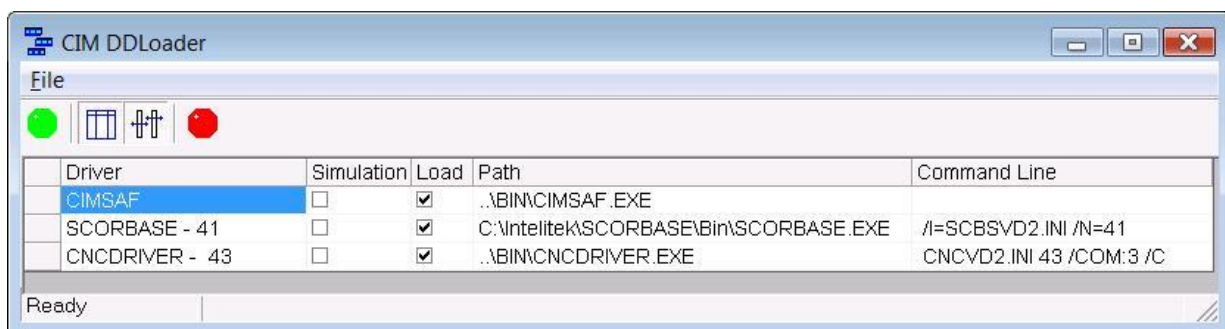 CIM DDLoader
File
Driver Simulation Load Path Command Line
CIMSAF ..\BIN\CIMSAF.EXE
SCORBASE - 41 C:\Intelitek\SCORBASE\Bin\SCORBASE.EXE /I=SCBSVD2.INI /N=41
CNCDRIVER - 43 ..\BIN\CNCDRIVER.EXE CNCVD2.INI 43 /COM:3 /C
Ready